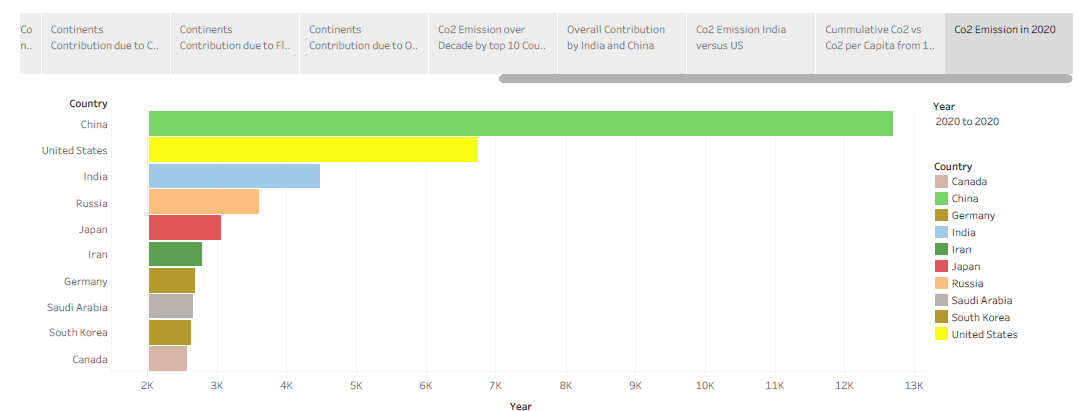 Co
n..
Continents
Contribution due to C..
Continents
Contribution due to Fl..
Continents
Contribution due to O..
Co2 Emission over
Decade by top 10 Cou..
Overall Contribution
by India and China
Co2 Emission India
versus US
Cummulative Co2 vs
Co2 per Capita from 1..
Co2 Emission in 2020
Country
China
United States
India
Russia
Japan
Iran
Germany
Saudi Arabia
South Korea
Canada
2K 3K 4K 5K 6K 7K 8K 9K 10K 11K 12K 13K
Year
Year
2020 to 2020
Country
Canada
China
Germany
India
Iran
Japan
Russia
Saudi Arabia
South Korea
United States